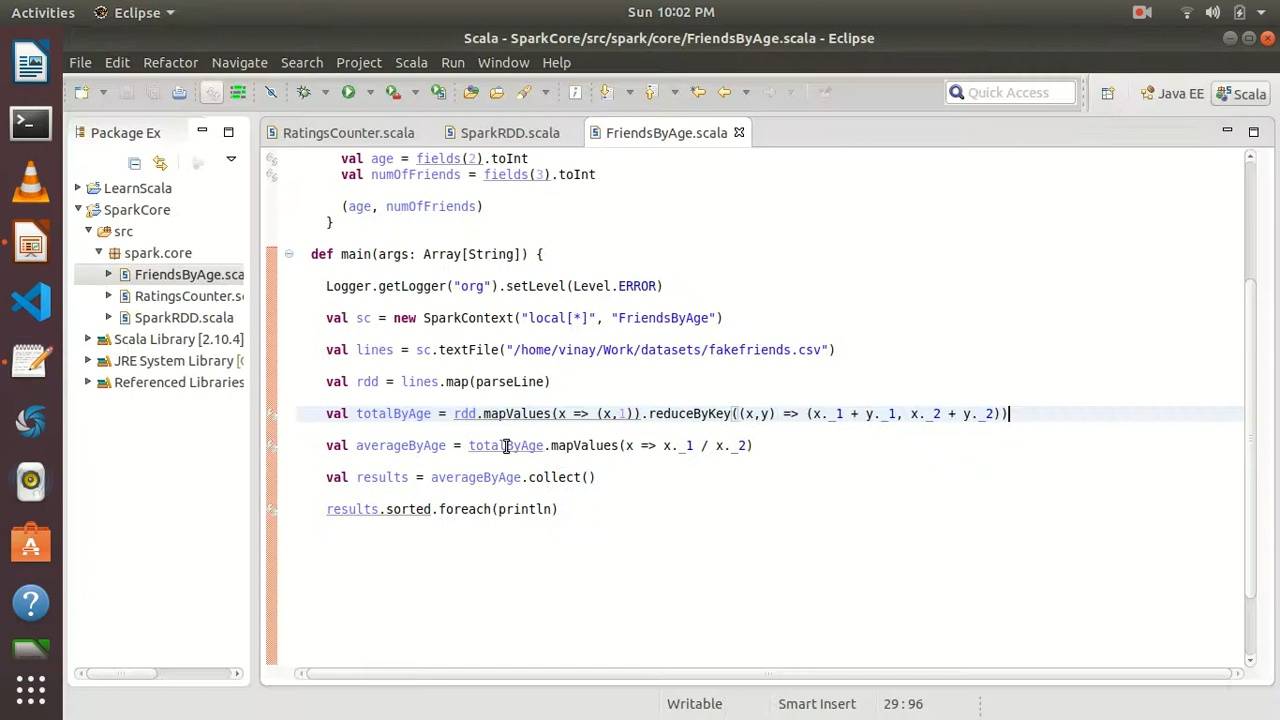 Activities Eclipse Sun 10:02 PM
Scala - SparkCore/src/spark/core/FriendsByAge.scala - Eclipse
File Edit Refactor Navigate Search Project Scala Run Window Help
Quick Access Java EE Scala
Package Ex RatingsCounter.scala SparkRDD.scala FriendsByAge.scala
LearnScala
SparkCore
src
spark.core
FriendsByAge.sca
RatingsCounter.s
SparkRDD.scala
Scala Library [2.10.4]
JRE System Library [
Referenced Libraries
val age = fields(2).toInt
val numOfFriends = fields(3).toInt
(age, numOfFriends)
}
def main(args: Array[String]) {
Logger.getLogger("org").setLevel(Level.ERROR)
val sc = new SparkContext("local[*]", "FriendsByAge")
val lines = sc.textFile("/home/vinay/Work/datasets/fakefriends.csv")
val rdd = lines.map(parseLine)
val totalByAge = rdd.mapValues(x => (x,1)).reduceByKey((x,y) => (x._1 + y._1, x._2 + y._2))
val averageByAge = totalByAge.mapValues(x => x._1 / x._2)
val results = averageByAge.collect()
results.sorted.foreach(println)
Writable Smart Insert 29:96